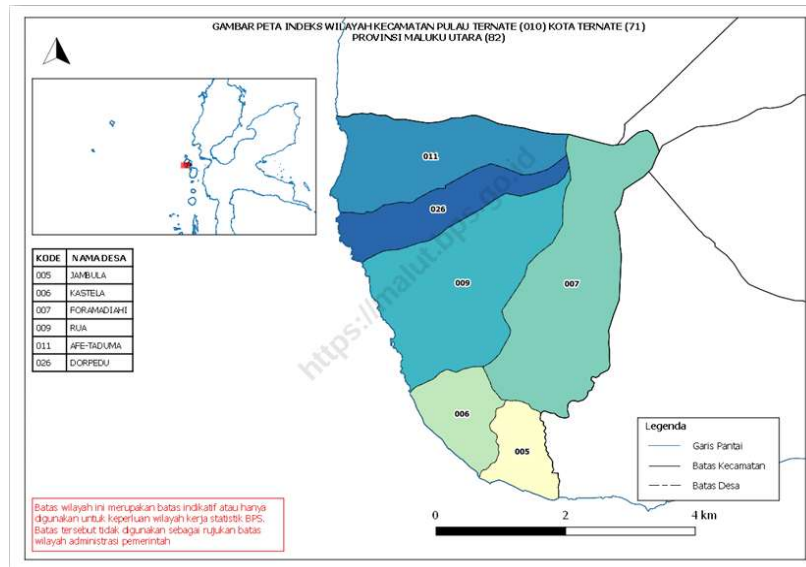 GAMBAR PETA INDEKS WILAYAH KECAMATAN PULAU TERNATE (010) KOTA TERNATE (71)
PROVINSI MALUKU UTARA (82)
KODE NAMA DESA
005 JAMBULA
006 KASTELA
007 FORAMADIAHI
009 RUA
011 AFE-TADUMA
026 DORPEDU
011
026
009
007
006
005
https://malut.bps.go.id
Legenda
Garis Pantai
Batas Kecamatan
Batas Desa
0 2 4 km
Batas wilayah ini merupakan batas indikatif atau hanya
digunakan untuk keperluan wilayah kerja statistik BPS.
Batas tersebut tidak digunakan sebagai rujukan batas
wilayah administrasi pemerintah